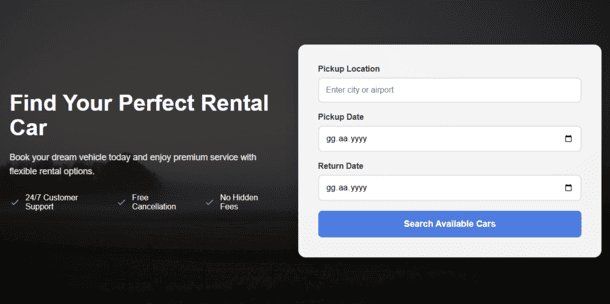 Find Your Perfect Rental
Car
Book your dream vehicle today and enjoy premium service with
flexible rental options.
24/7 Customer
Support
Free
Cancellation
No Hidden
Fees
Pickup Location
Enter city or airport
Pickup Date
gg.aa.yyyy
Return Date
gg.aa.yyyy
Search Available Cars